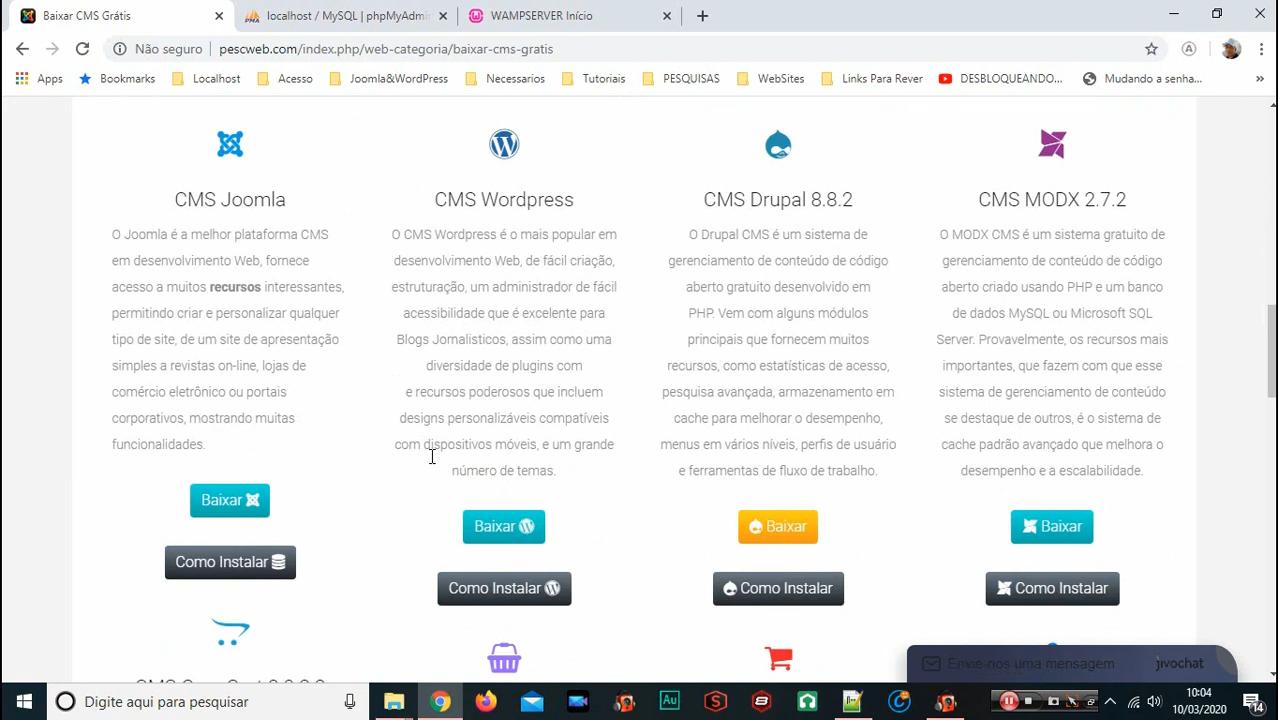 Baixar CMS Grátis
localhost / MySQL | phpMyAdmin
WAMPSERVER Início
Não seguro
pescweb.com/index.php/web-categoria/baixar-cms-gratis
Apps
Bookmarks
Localhost
Acesso
Joomla&WordPress
Necessarios
Tutoriais
PESQUISAS
WebSites
Links Para Rever
DESBLOQUEANDO...
Mudando a senha...
CMS Joomla
O Joomla é a melhor plataforma CMS
em desenvolvimento Web, fornece
acesso a muitos recursos interessantes,
permitindo criar e personalizar qualquer
tipo de site, de um site de apresentação
simples a revistas on-line, lojas de
comércio eletrônico ou portais
corporativos, mostrando muitas
funcionalidades.
Baixar
Como Instalar
CMS Wordpress
O CMS Wordpress é o mais popular em
desenvolvimento Web, de fácil criação,
estruturação, um administrador de fácil
acessibilidade que é excelente para
Blogs Jornalisticos, assim como uma
diversidade de plugins com
e recursos poderosos que incluem
designs personalizáveis compatíveis
com dispositivos móveis, e um grande
número de temas.
Baixar
Como Instalar
CMS Drupal 8.8.2
O Drupal CMS é um sistema de
gerenciamento de conteúdo de código
aberto gratuito desenvolvido em
PHP. Vem com alguns módulos
principais que fornecem muitos
recursos, como estatísticas de acesso,
pesquisa avançada, armazenamento em
cache para melhorar o desempenho,
menus em vários níveis, perfis de usuário
e ferramentas de fluxo de trabalho.
Baixar
Como Instalar
CMS MODX 2.7.2
O MODX CMS é um sistema gratuito de
gerenciamento de conteúdo de código
aberto criado usando PHP e um banco
de dados MySQL ou Microsoft SQL
Server. Provavelmente, os recursos mais
importantes, que fazem com que esse
sistema de gerenciamento de conteúdo
se destaque de outros, é o sistema de
cache padrão avançado que melhora o
desempenho e a escalabilidade.
Baixar
Como Instalar
Envie-nos uma mensagem
jivochat
Digite aqui para pesquisar
Au
10:04
10/03/2020
14